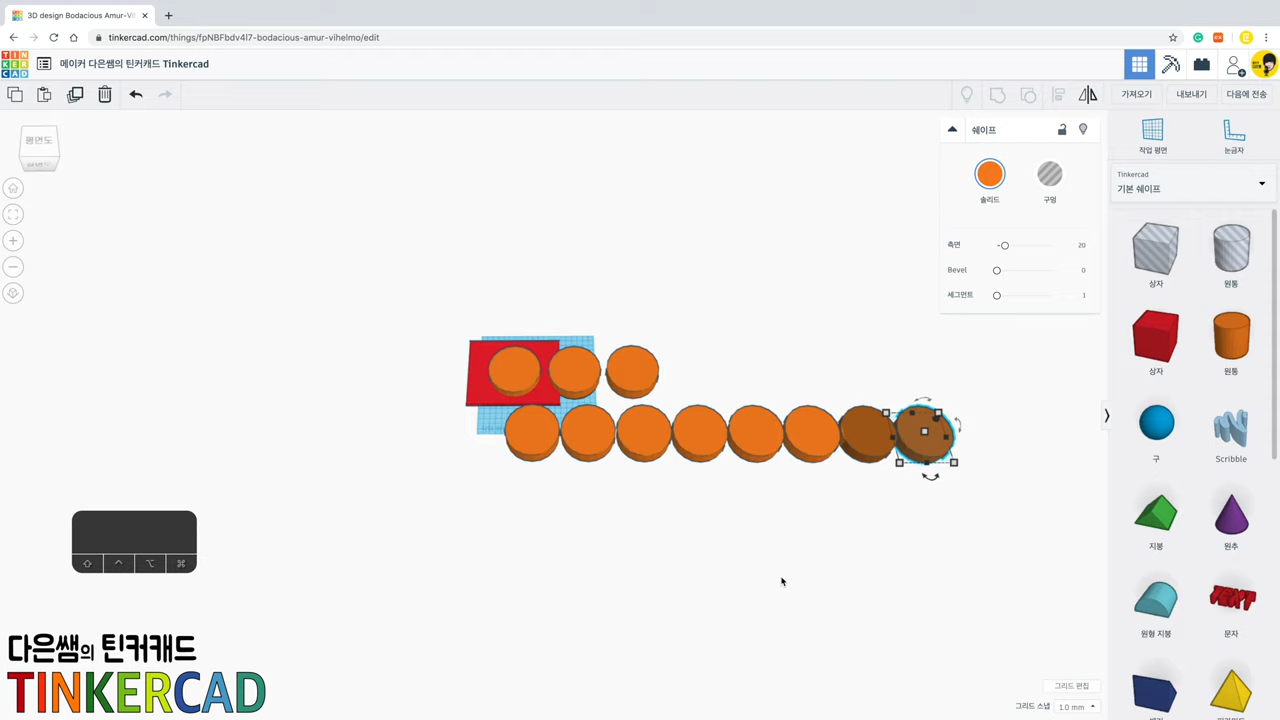 3D design Bodacious Amur-Vih
tinkercad.com/things/fpNBFbdv4l7-bodacious-amur-vihelmo/edit
TIN
KER
CAD
메이커 다은쌤의 틴커캐드 Tinkercad
가져오기
내보내기
다음에 전송
평면도
쉐이프
솔리드
구멍
측면
20
Bevel
0
세그먼트
1
작업 평면
눈금자
Tinkercad
기본 쉐이프
상자
원통
상자
원통
구
Scribble
지붕
원추
원형 지붕
TEXT
문자
그리드 편집
그리드 스냅
1.0 mm
다은쌤의 틴커캐드
TINKERCAD